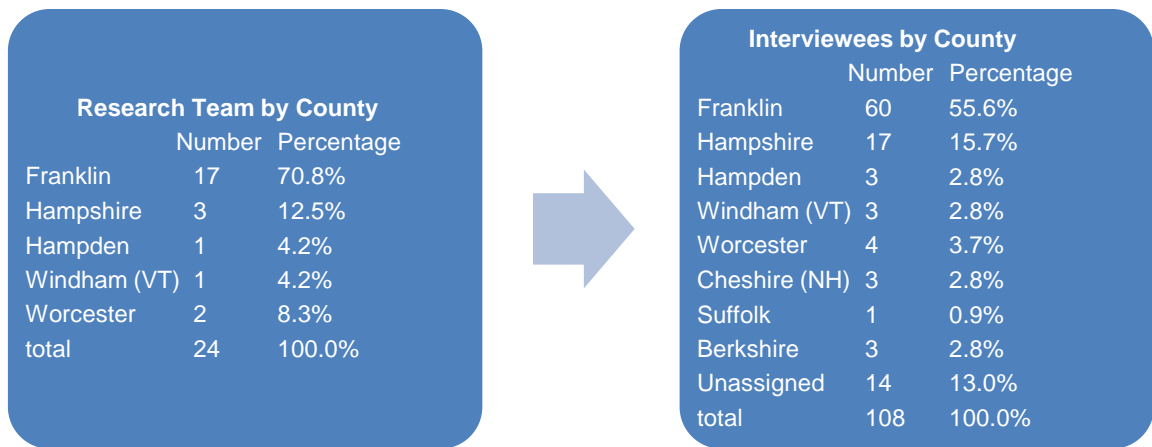 Research Team by County
Number Percentage
Franklin 17 70.8%
Hampshire 3 12.5%
Hampden 1 4.2%
Windham (VT) 1 4.2%
Worcester 2 8.3%
total 24 100.0%
Interviewees by County
Number Percentage
Franklin 60 55.6%
Hampshire 17 15.7%
Hampden 3 2.8%
Windham (VT) 3 2.8%
Worcester 4 3.7%
Cheshire (NH) 3 2.8%
Suffolk 1 0.9%
Berkshire 3 2.8%
Unassigned 14 13.0%
total 108 100.0%